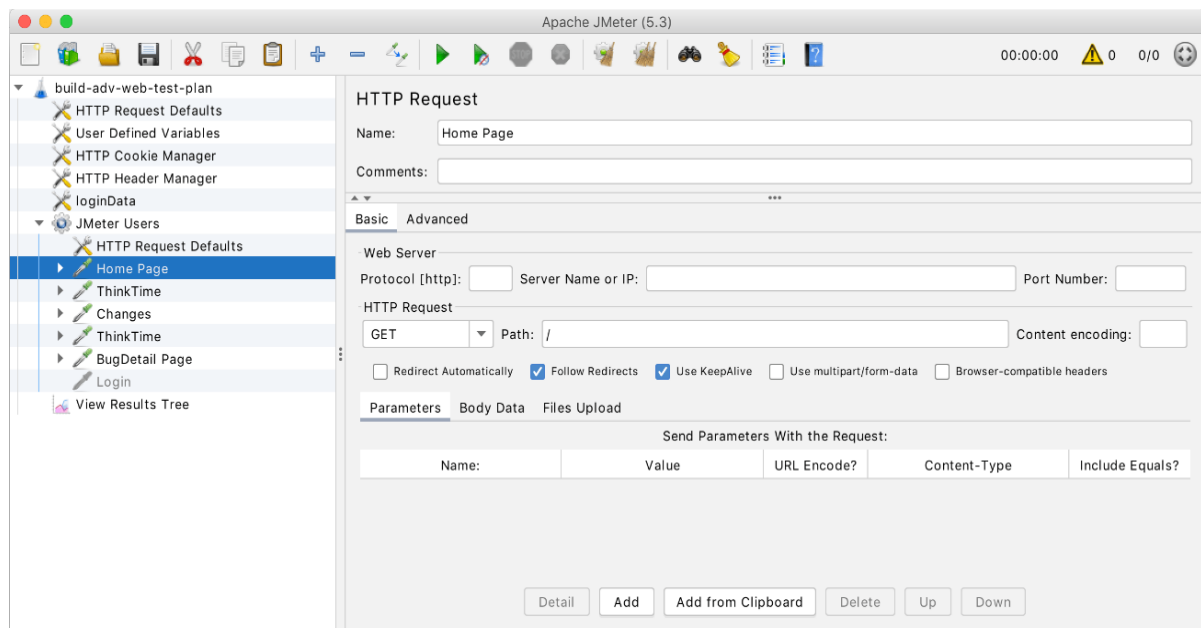 Apache JMeter (5.3)
STOP
00:00:00 0 0/0
build-adv-web-test-plan
HTTP Request Defaults
User Defined Variables
HTTP Cookie Manager
HTTP Header Manager
loginData
JMeter Users
HTTP Request Defaults
Home Page
ThinkTime
Changes
ThinkTime
BugDetail Page
Login
View Results Tree
HTTP Request
Name: Home Page
Comments:
Basic Advanced
Web Server
Protocol [http]: Server Name or IP: Port Number:
HTTP Request
GET Path: / Content encoding:
Redirect Automatically Follow Redirects Use KeepAlive Use multipart/form-data Browser-compatible headers
Parameters Body Data Files Upload
Send Parameters With the Request:
Name: Value URL Encode? Content-Type Include Equals?
Detail Add Add from Clipboard Delete Up Down